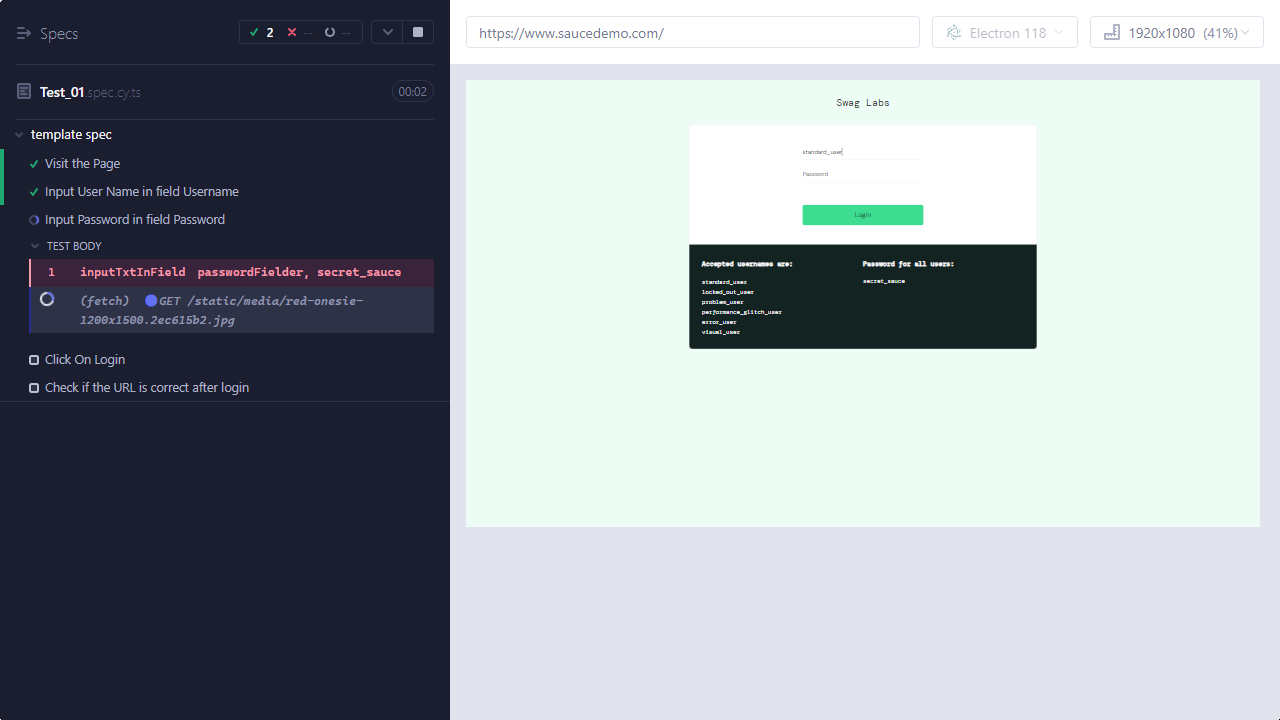 Specs
2
--
--
Test_01.spec.cy.ts
00:02
template spec
Visit the Page
Input User Name in field Username
Input Password in field Password
TEST BODY
1 inputTxtInField passwordFielder, secret_sauce
(fetch) GET /static/media/red-onesie-
1200x1500.2ec615b2.jpg
Click On Login
Check if the URL is correct after login
https://www.saucedemo.com/
Electron 118
1920x1080 (41%)
Swag Labs
standard_user
Password
Login
Accepted usernames are:
standard_user
locked_out_user
problem_user
performance_glitch_user
error_user
visual_user
Password for all users:
secret_sauce